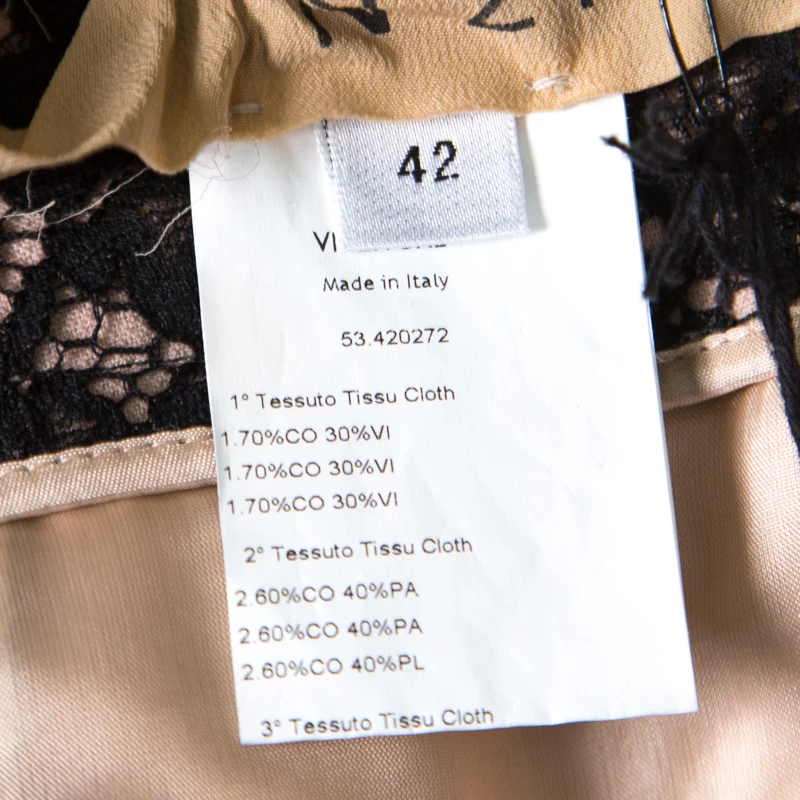 42
Made in Italy
53.420272
1° Tessuto Tissu Cloth
1.70%CO 30%VI
1.70%CO 30%VI
1.70%CO 30%VI
2° Tessuto Tissu Cloth
2.60%CO 40%PA
2.60%CO 40%PA
2.60%CO 40%PL
3° Tessuto Tissu Cloth